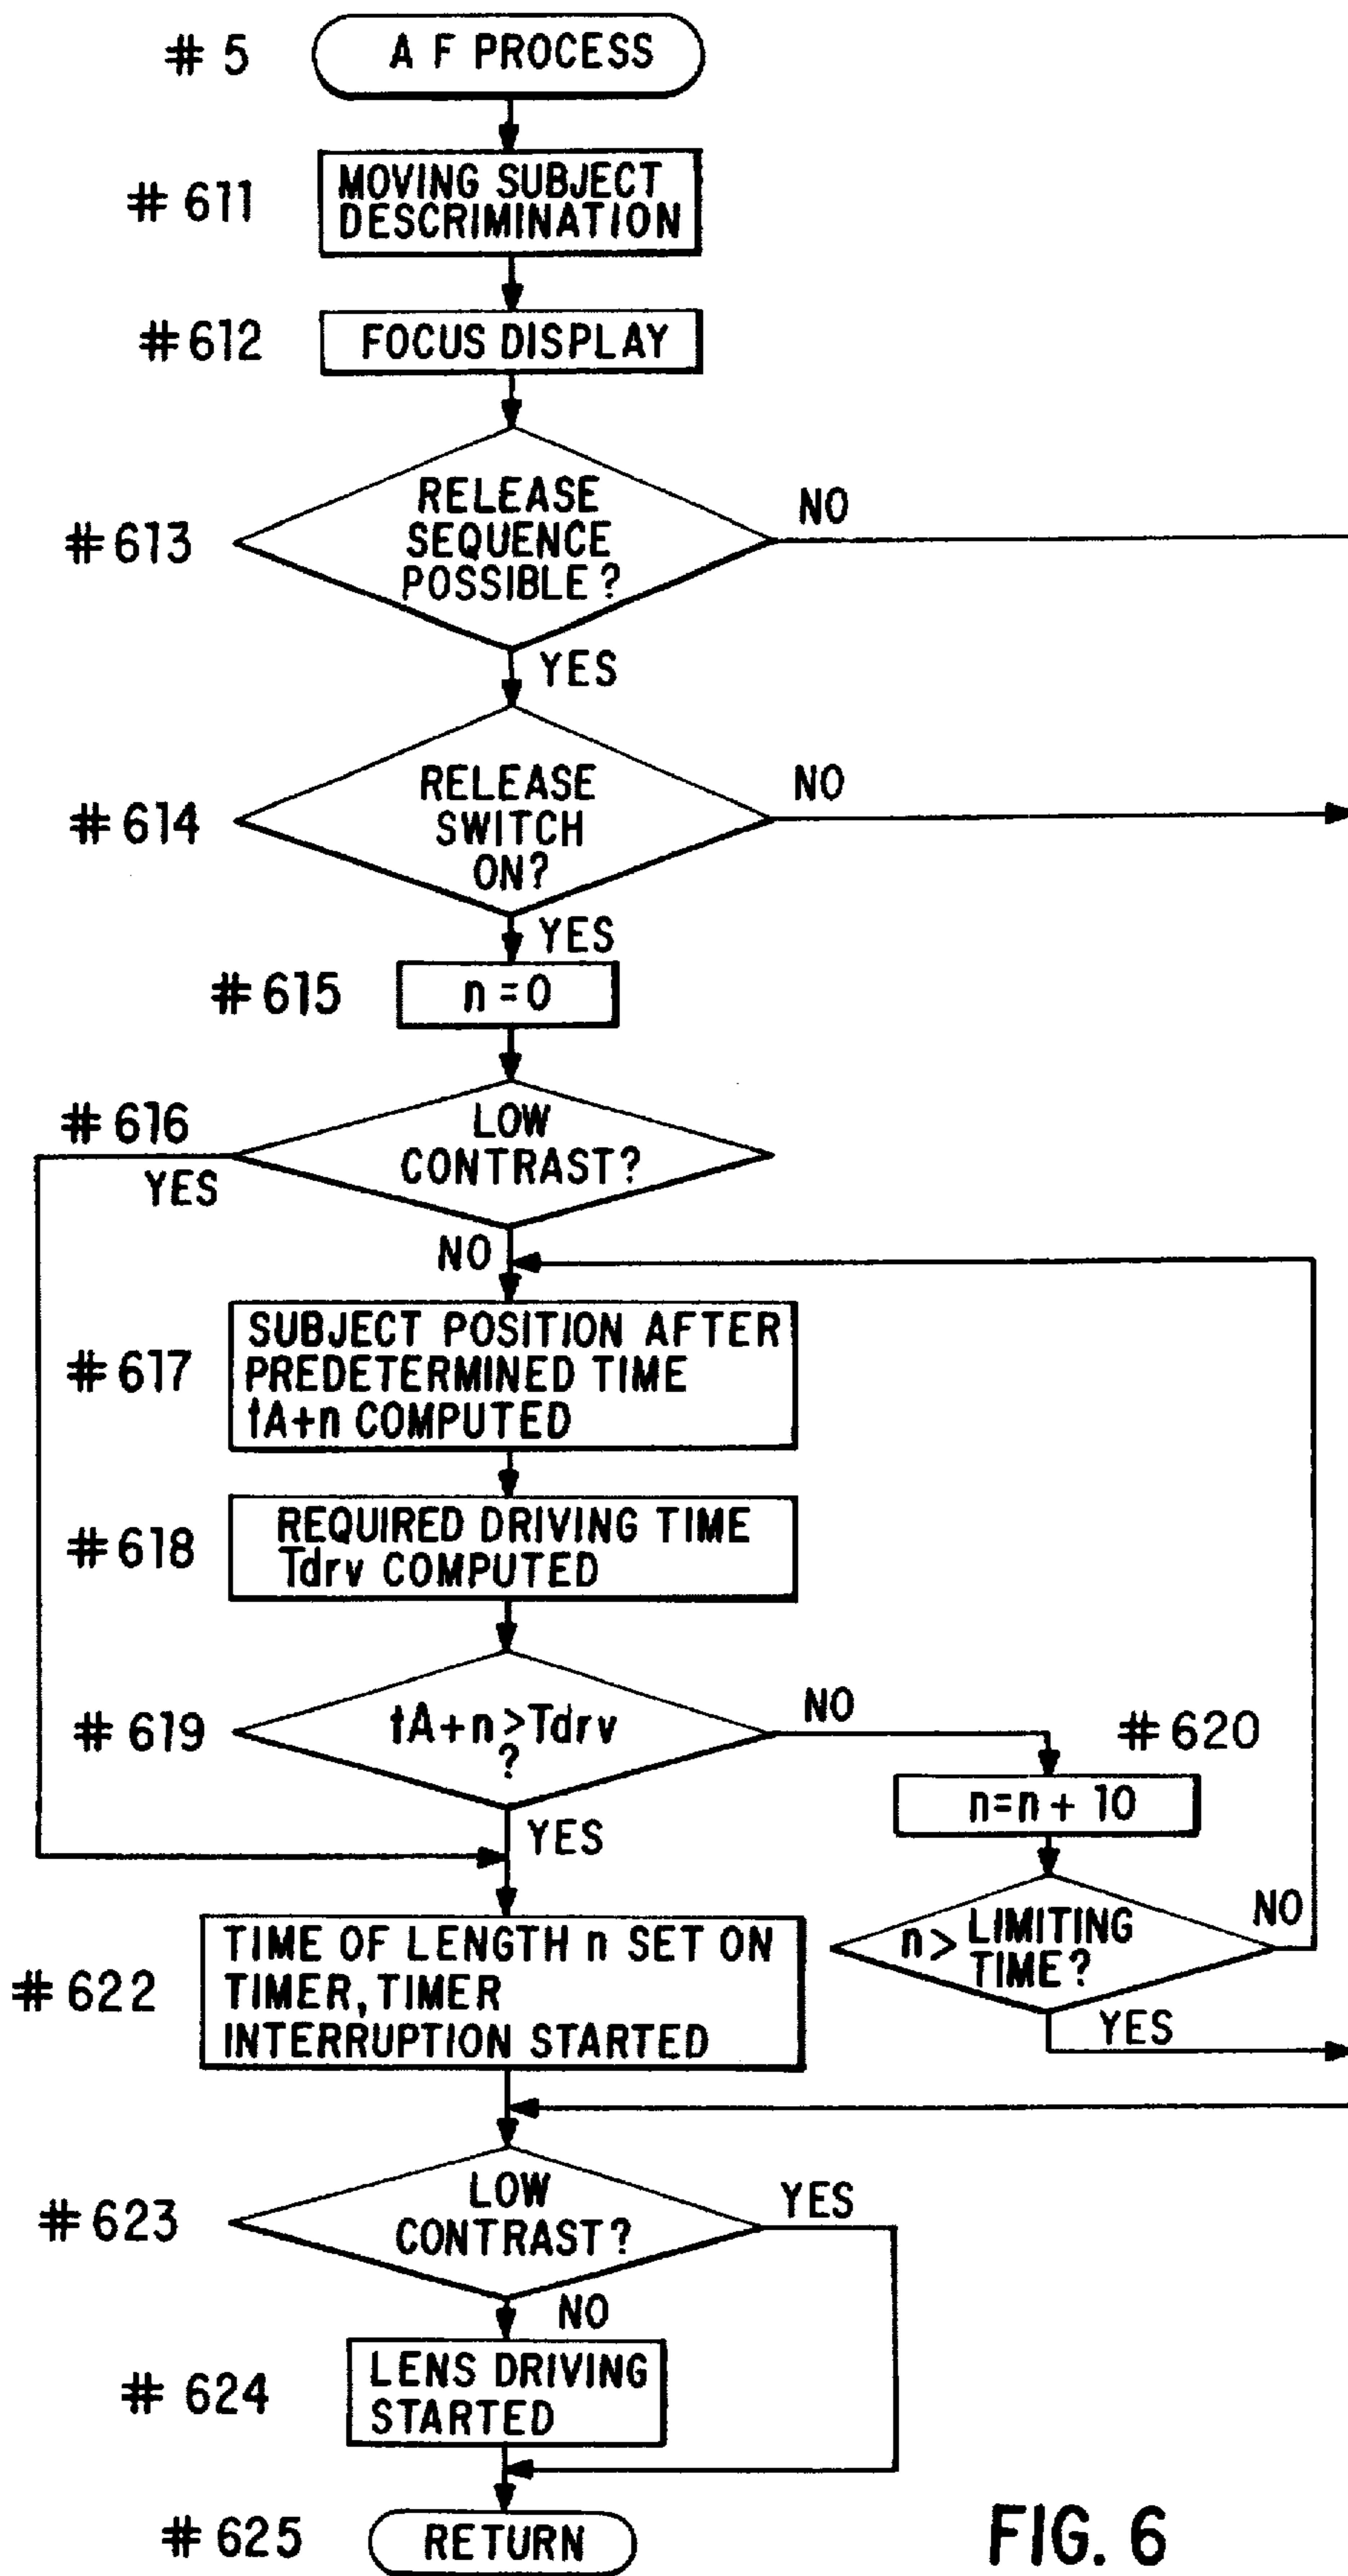 # 5
A F PROCESS
# 611
MOVING SUBJECT
DESCRIMINATION
# 612
FOCUS DISPLAY
# 613
RELEASE
SEQUENCE
POSSIBLE?
NO
YES
# 614
RELEASE
SWITCH
ON?
NO
YES
# 615
n = 0
# 616
LOW
CONTRAST?
YES
NO
# 617
SUBJECT POSITION AFTER
PREDETERMINED TIME
tA+n COMPUTED
# 618
REQUIRED DRIVING TIME
Tdrv COMPUTED
# 619
tA+n>Tdrv
?
NO
YES
# 620
n=n + 10
n> LIMITING
TIME?
NO
YES
# 622
TIME OF LENGTH n SET ON
TIMER, TIMER
INTERRUPTION STARTED
# 623
LOW
CONTRAST?
YES
NO
# 624
LENS DRIVING
STARTED
# 625
RETURN
FIG. 6